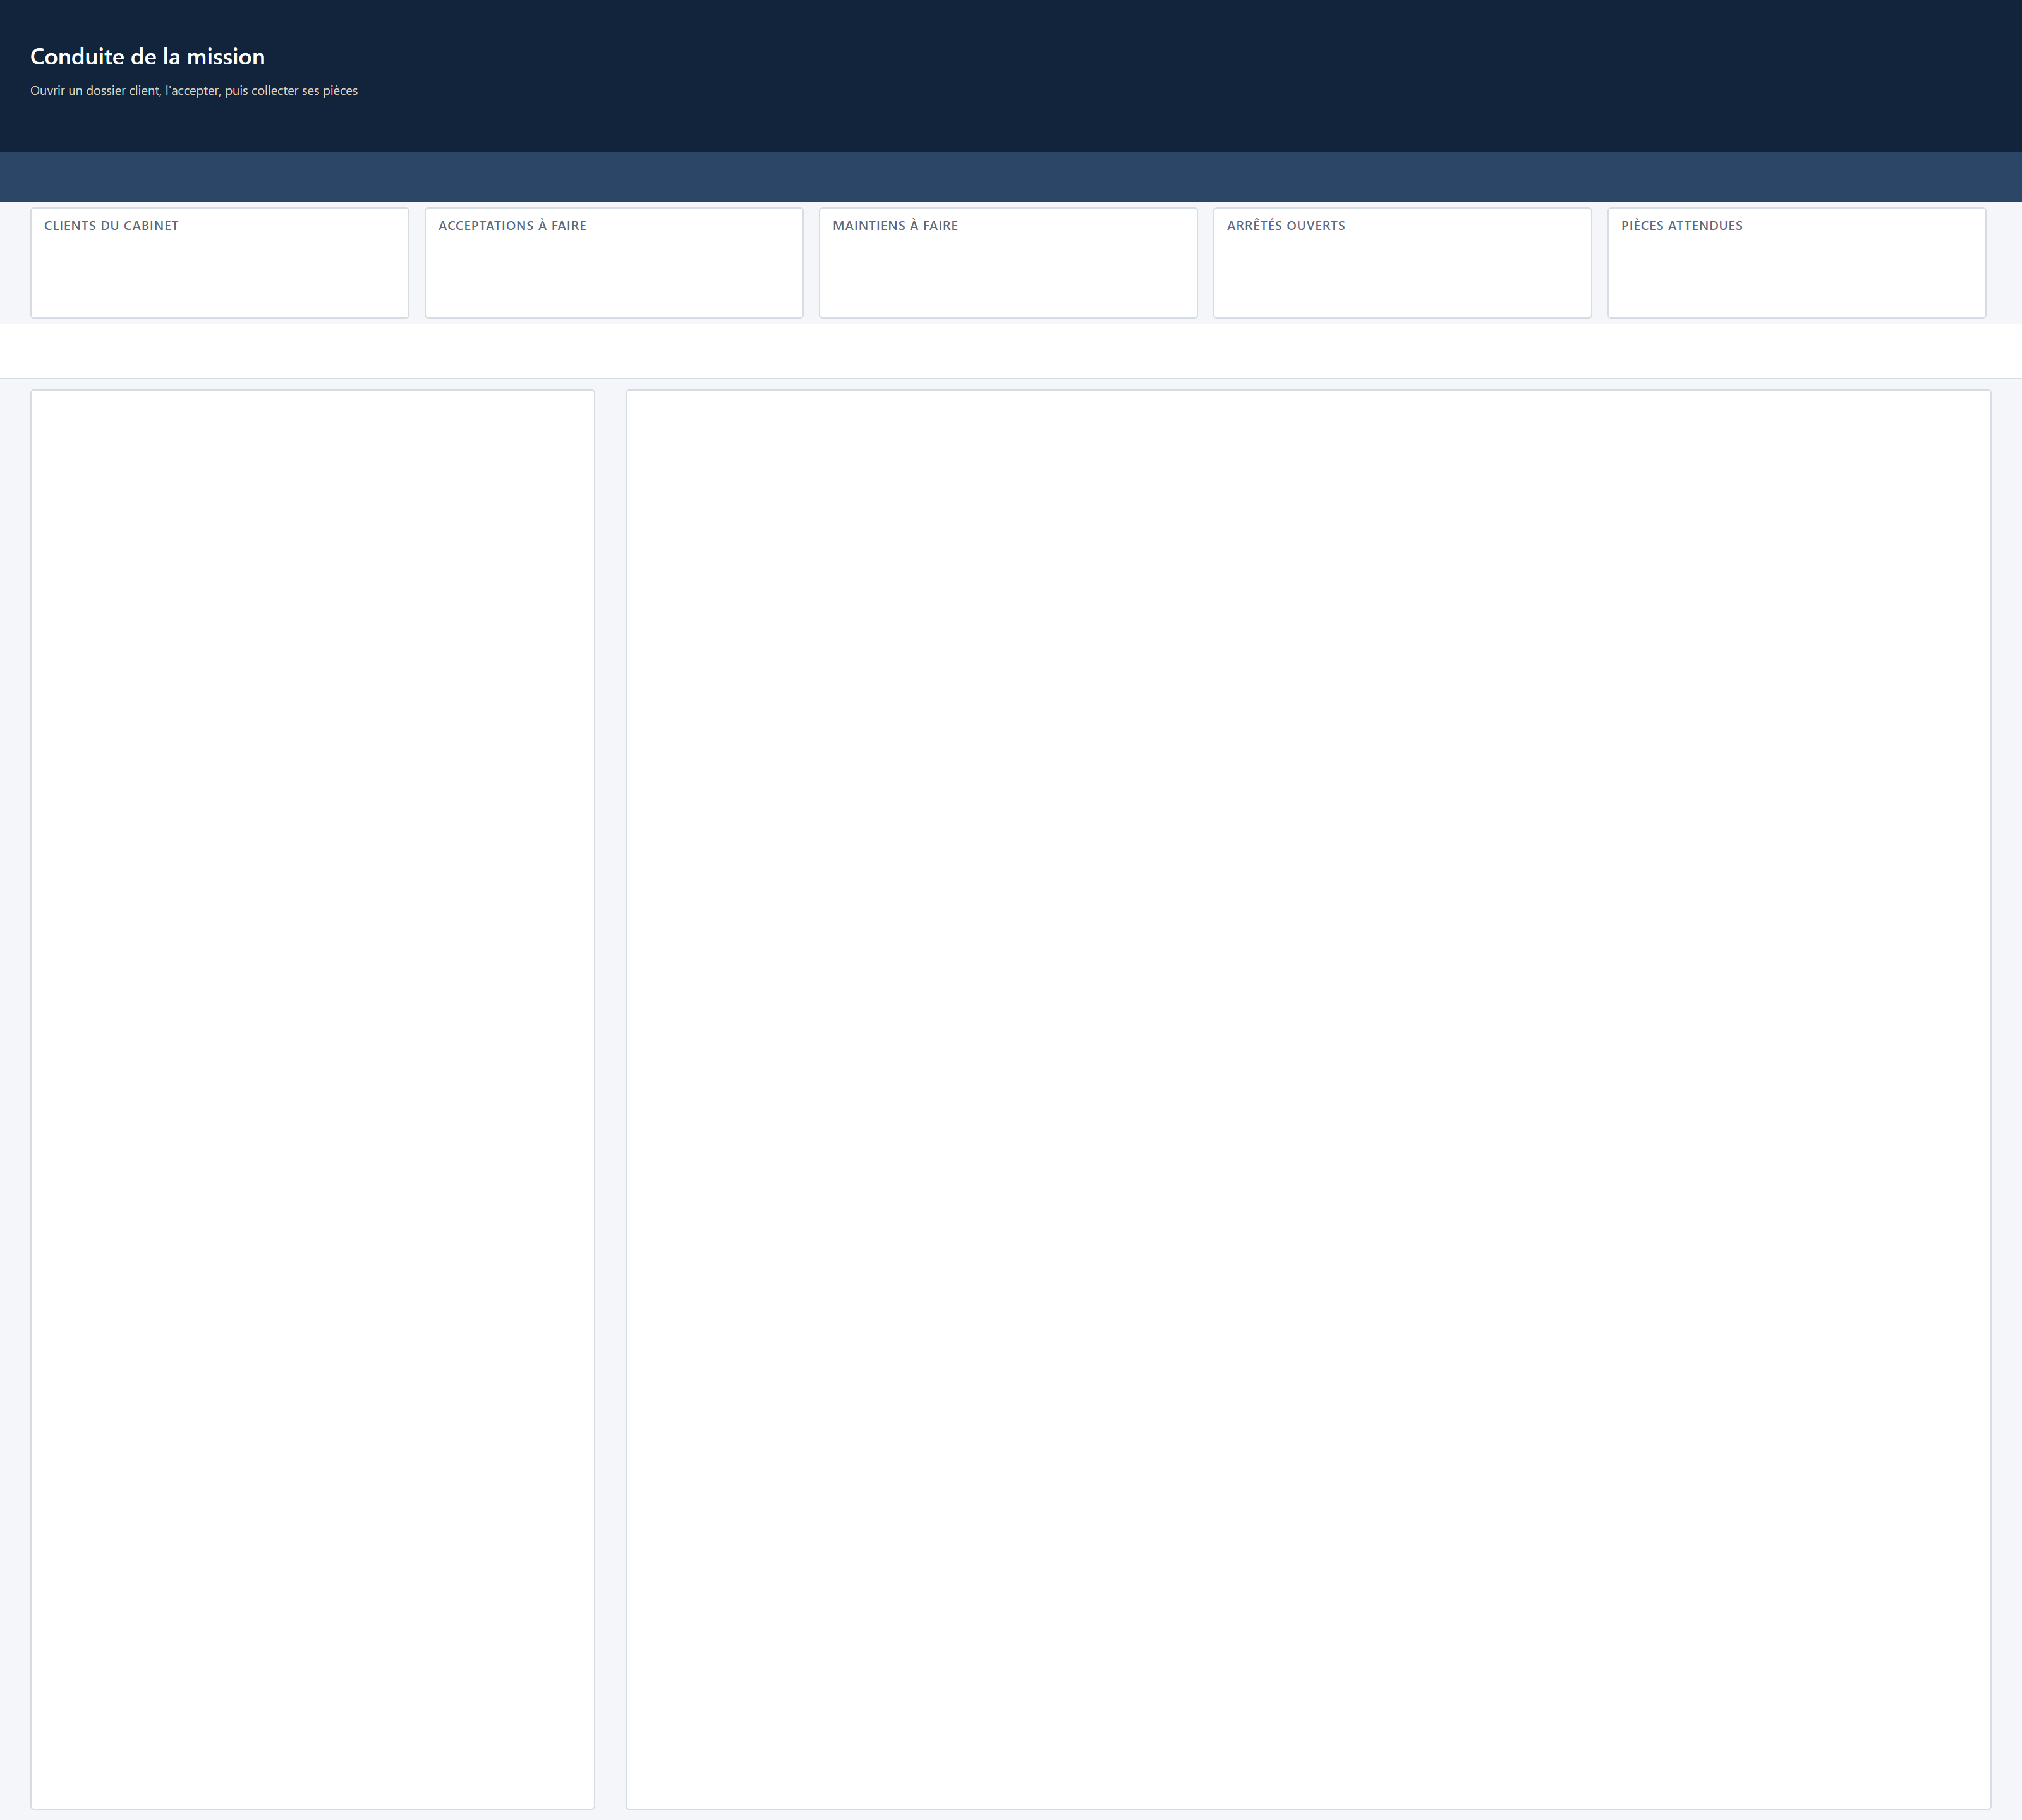 Conduite de la mission
Ouvrir un dossier client, l'accepter, puis collecter ses pièces
CLIENTS DU CABINET
ACCEPTATIONS À FAIRE
MAINTIENS À FAIRE
ARRÊTÉS OUVERTS
PIÈCES ATTENDUES